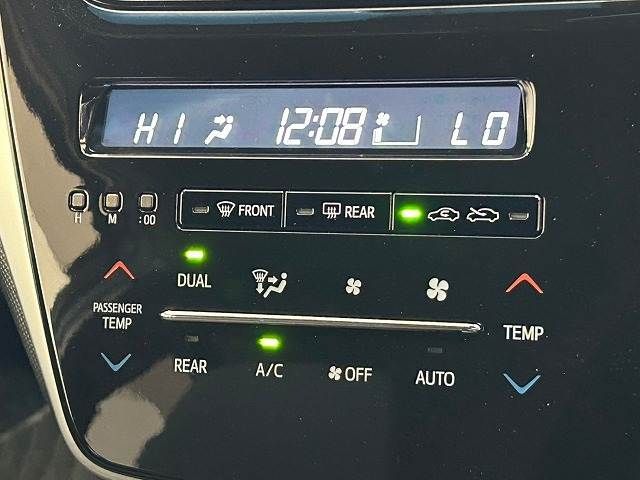 HI 12:08 LO
H M :00 FRONT REAR
DUAL
PASSENGER
TEMP
TEMP
REAR A/C OFF AUTO